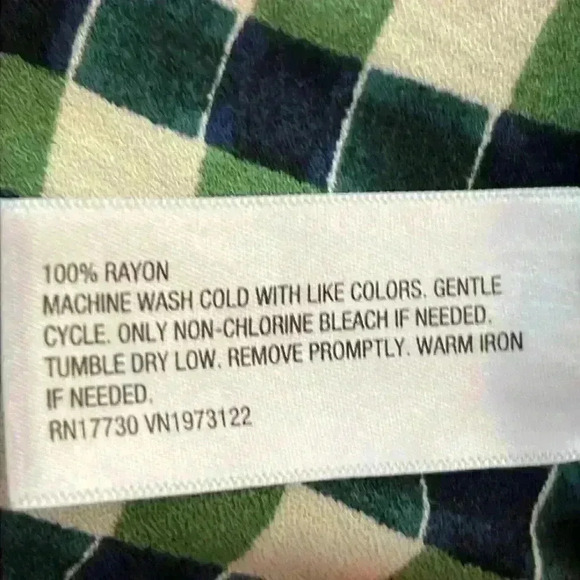 100% RAYON
MACHINE WASH COLD WITH LIKE COLORS. GENTLE
CYCLE. ONLY NON-CHLORINE BLEACH IF NEEDED.
TUMBLE DRY LOW. REMOVE PROMPTLY. WARM IRON
IF NEEDED.
RN17730 VN1973122